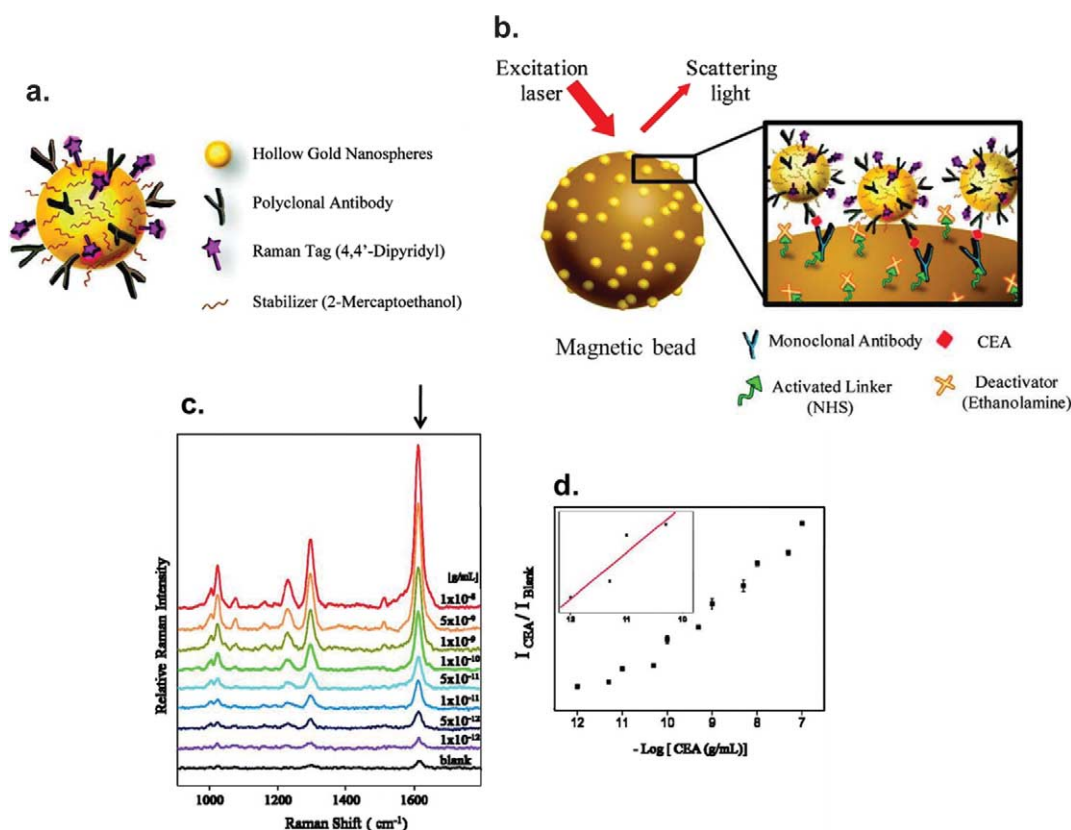 a.
Hollow Gold Nanospheres
Polyclonal Antibody
Raman Tag (4,4’-Dipyridyl)
Stabilizer (2-Mercaptoethanol)
b.
Excitation
laser
Scattering
light
Magnetic bead
Monoclonal Antibody
CEA
Activated Linker
(NHS)
Deactivator
(Ethanolamine)
c.
Relative Raman Intensity
[g/mL]
1x10⁻⁸
5x10⁻⁹
1x10⁻⁹
1x10⁻¹⁰
5x10⁻¹¹
1x10⁻¹¹
5x10⁻¹²
1x10⁻¹²
blank
1000 1200 1400 1600
Raman Shift ( cm⁻¹)
d.
I CEA / I Blank
11 10
12 11 10 9 8 7
- Log [ CEA (g/mL)]